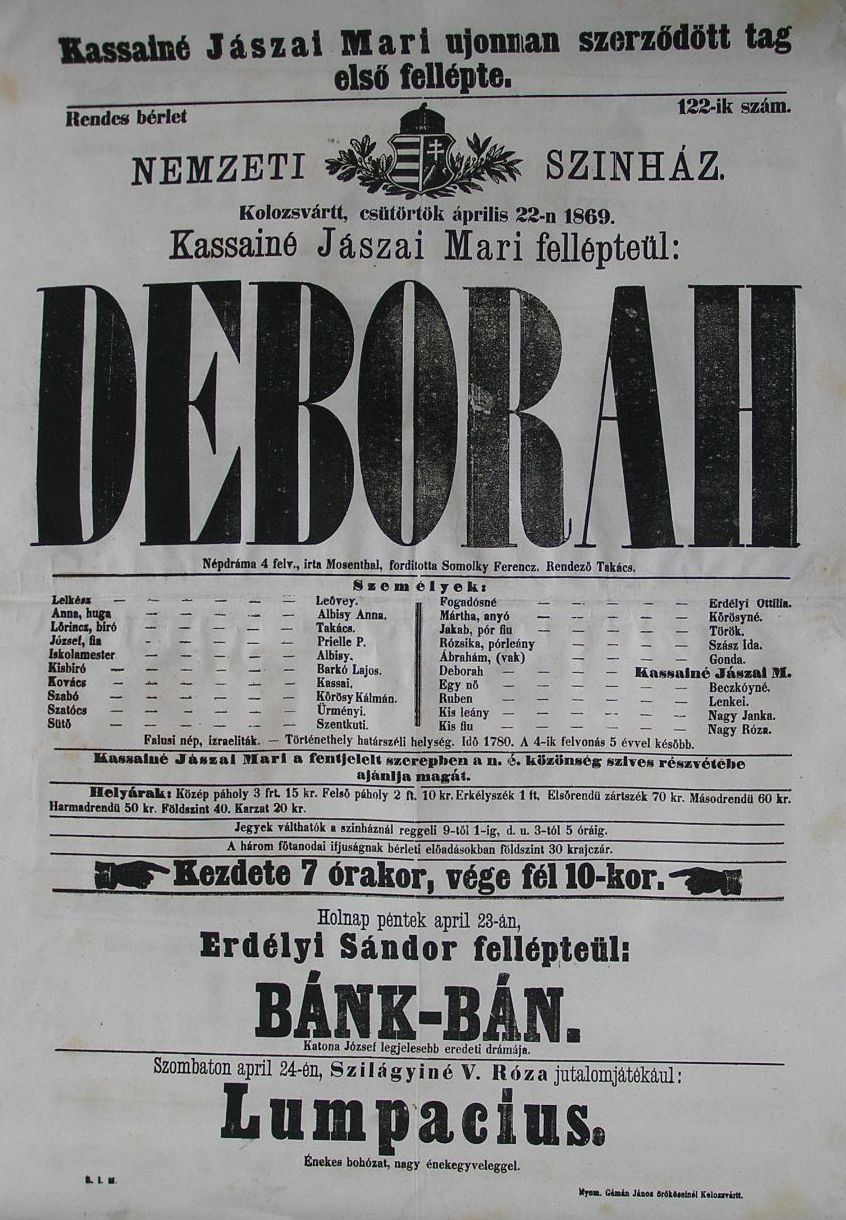 Kassainé Jászai Mari ujonnan szerződött tag
első fellépte.
Rendes bérlet
122-ik szám.
NEMZETI SZINHÁZ.
Kolozsvártt, csütörtök április 22-n 1869.
Kassainé Jászai Mari fellépteül:
DEBORAH
Népdráma 4 felv., irta Mosenthal, forditotta Somolky Ferencz. Rendező Takács.
Személyek:
Lelkész — — — — — — Leövey.
Anna, huga — — — — — Albisy Anna.
Lőrincz, biró — — — — — Takács.
József, fia — — — — — Prielle P.
Iskolamester — — — — — Albisy.
Kisbiró — — — — — — Barkó Lajos.
Kovács — — — — — — Kassai.
Szabó — — — — — — Kőrösy Kálmán.
Szatócs — — — — — — Ürményi.
Sütő — — — — — — Szentkuti.
Fogadósné — — — — — Erdélyi Ottilia.
Mártha, anyó — — — — — Kőrösyné.
Jakab, pór fiu — — — — — Török.
Rózsika, pórleány — — — — Szász Ida.
Ábrahám, (vak) — — — — Gonda.
Deborah — — — — Kassainé Jászai M.
Egy nő — — — — — — Beczkóyné.
Ruben — — — — — — Lenkei.
Kis leány — — — — — — Nagy Janka.
Kis fiu — — — — — — Nagy Róza.
Falusi nép, izraeliták. — Történethely határszéli helység. Idő 1780. A 4-ik felvonás 5 évvel később.
Kassainé Jászai Mari a fentjelelt szerepben a n. é. közönség szives részvétébe
ajánlja magát.
Helyárak: Közép páholy 3 frt. 15 kr. Felső páholy 2 ft. 10 kr. Erkélyszék 1 ft. Elsőrendü zártszék 70 kr. Másodrendü 60 kr.
Harmadrendü 50 kr. Földszint 40. Karzat 20 kr.
Jegyek válthatók a szinháznál reggeli 9-től 1-ig, d. u. 3-tól 5 óráig.
A három főtanodai ifjuságnak bérleti előadásokban földszint 30 krajczár.
Kezdete 7 órakor, vége fél 10-kor.
Holnap péntek april 23-án,
Erdélyi Sándor fellépteül:
BÁNK-BÁN.
Katona József legjelesebb eredeti drámája.
Szombaton april 24-én, Szilágyiné V. Róza jutalomjátékául:
Lumpacius.
Énekes bohózat, nagy énekegyveleggel.
Nyom. Gámán János örököseinél Kolozsvártt.